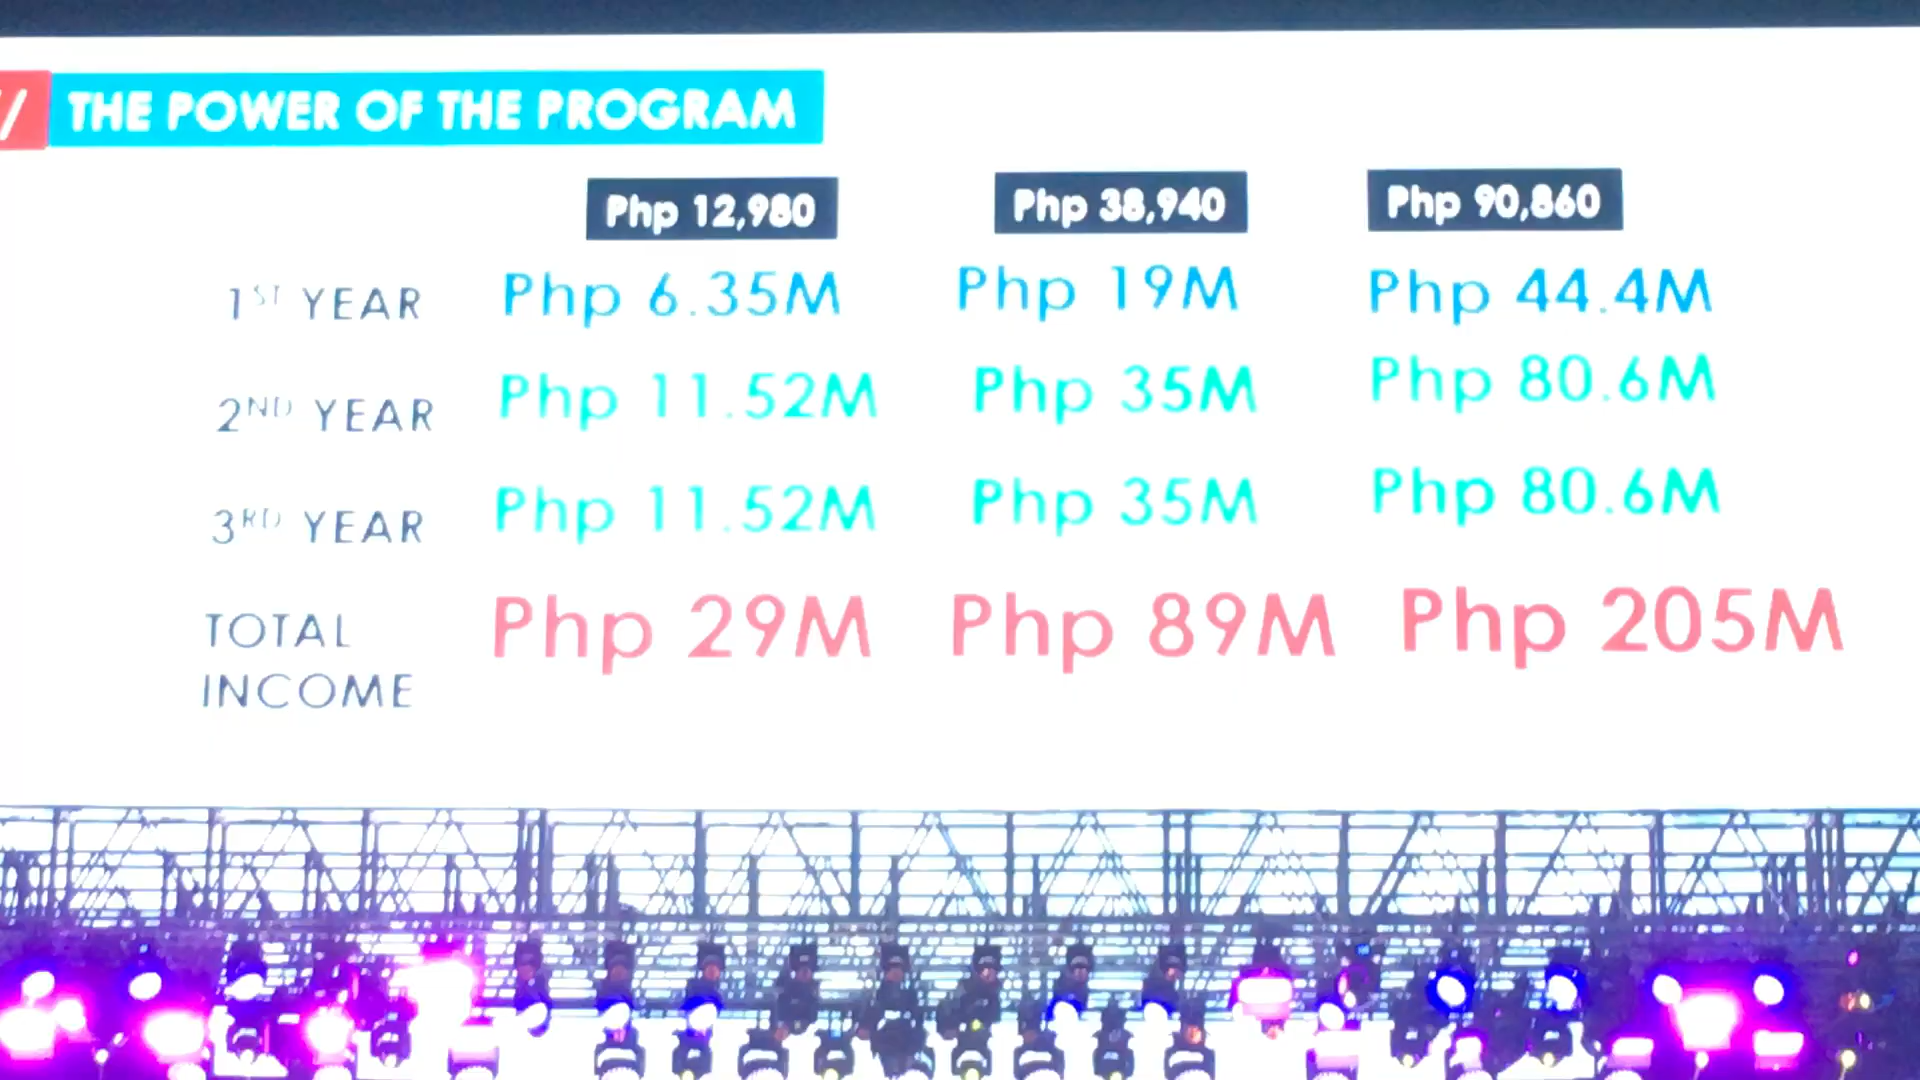 // THE POWER OF THE PROGRAM
Php 12,980 Php 38,940 Php 90,860
1ST YEAR Php 6.35M Php 19M Php 44.4M
2ND YEAR Php 11.52M Php 35M Php 80.6M
3RD YEAR Php 11.52M Php 35M Php 80.6M
TOTAL Php 29M Php 89M Php 205M
INCOME